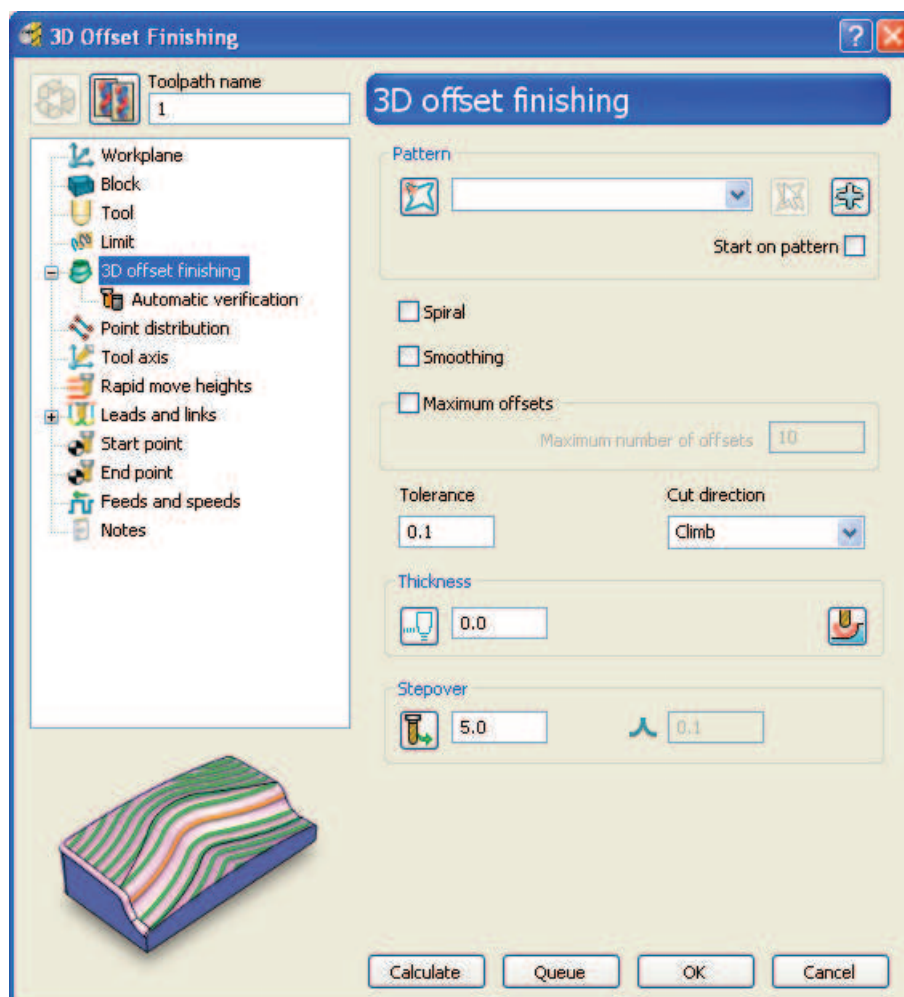 3D Offset Finishing
Toolpath name
1
Workplane
Block
Tool
Limit
3D offset finishing
Automatic verification
Point distribution
Tool axis
Rapid move heights
Leads and links
Start point
End point
Feeds and speeds
Notes
3D offset finishing
Pattern
Start on pattern
Spiral
Smoothing
Maximum offsets
Maximum number of offsets 10
Tolerance Cut direction
0.1 Climb
Thickness
0.0
Stepover
5.0 0.1
Calculate Queue OK Cancel